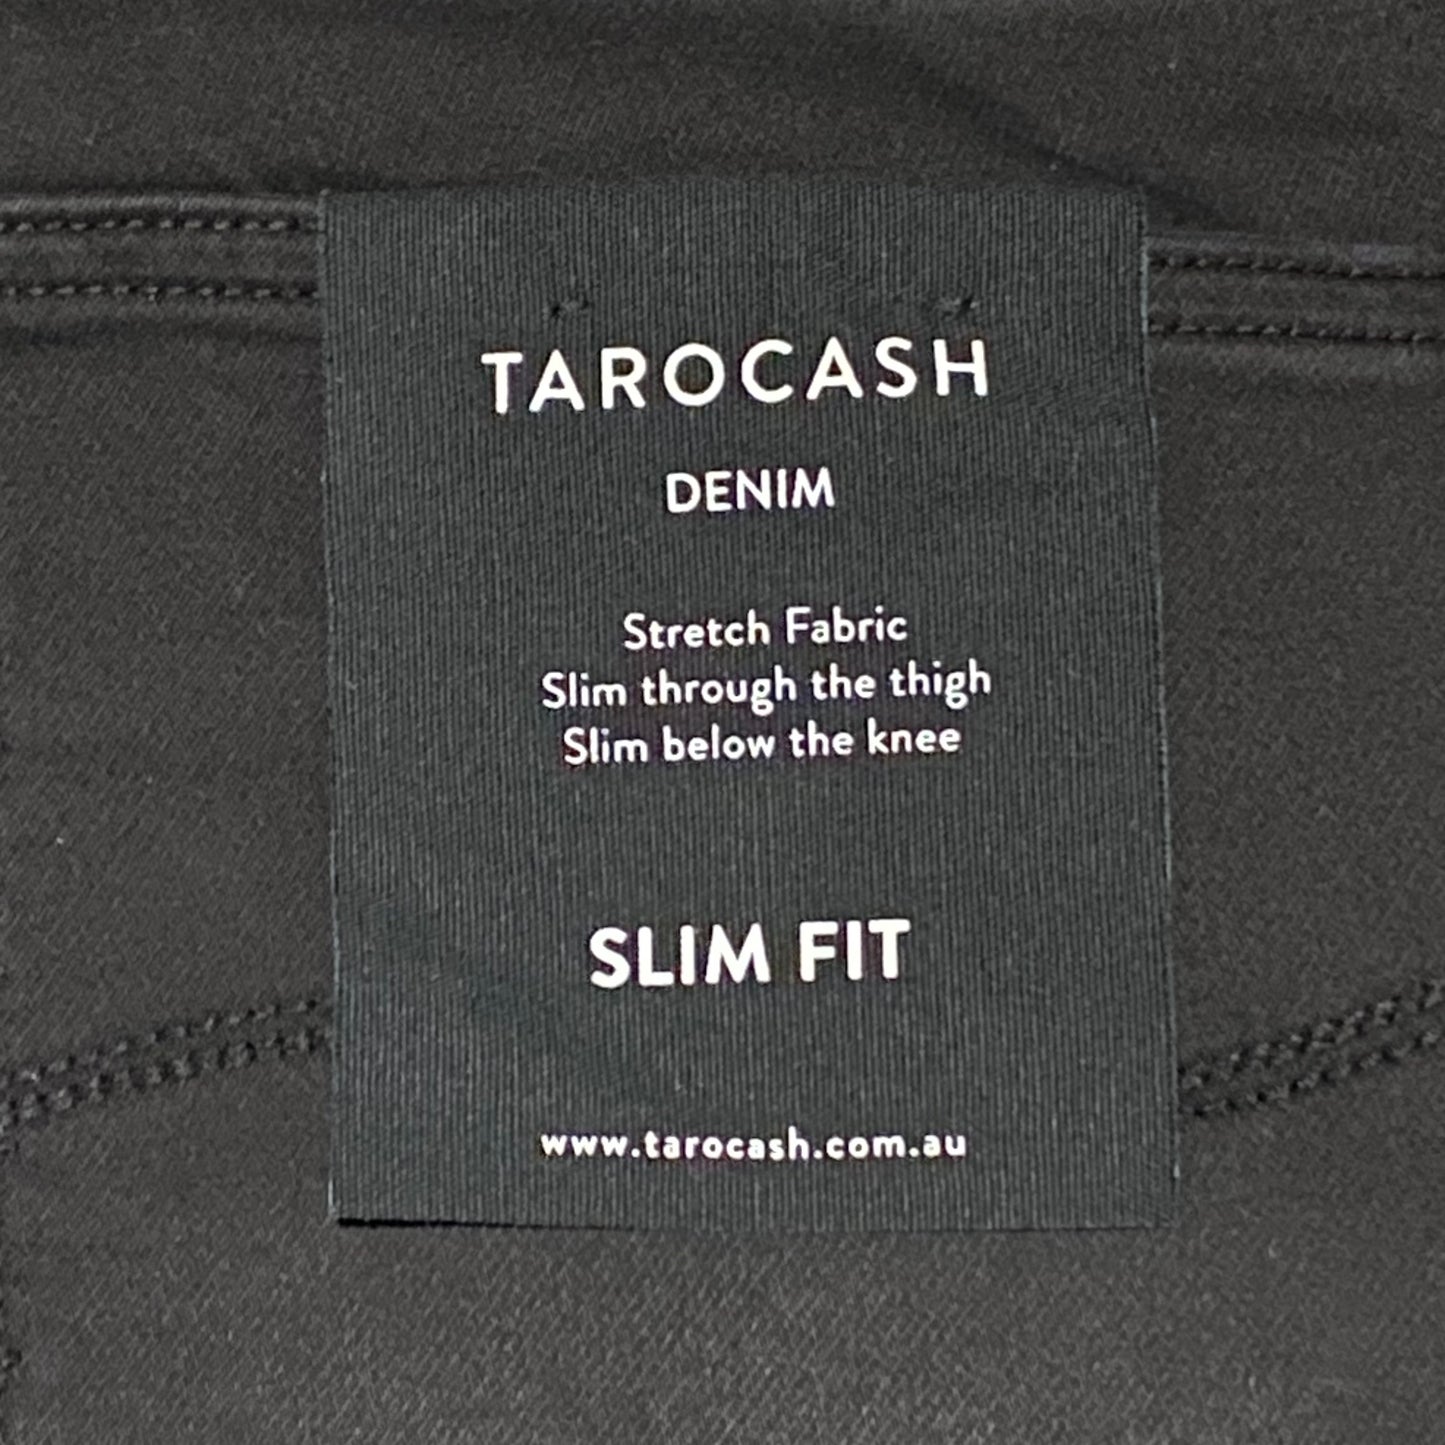 TAROCASH
DENIM
Stretch Fabric
Slim through the thigh
Slim below the knee
SLIM FIT
www.tarocash.com.au